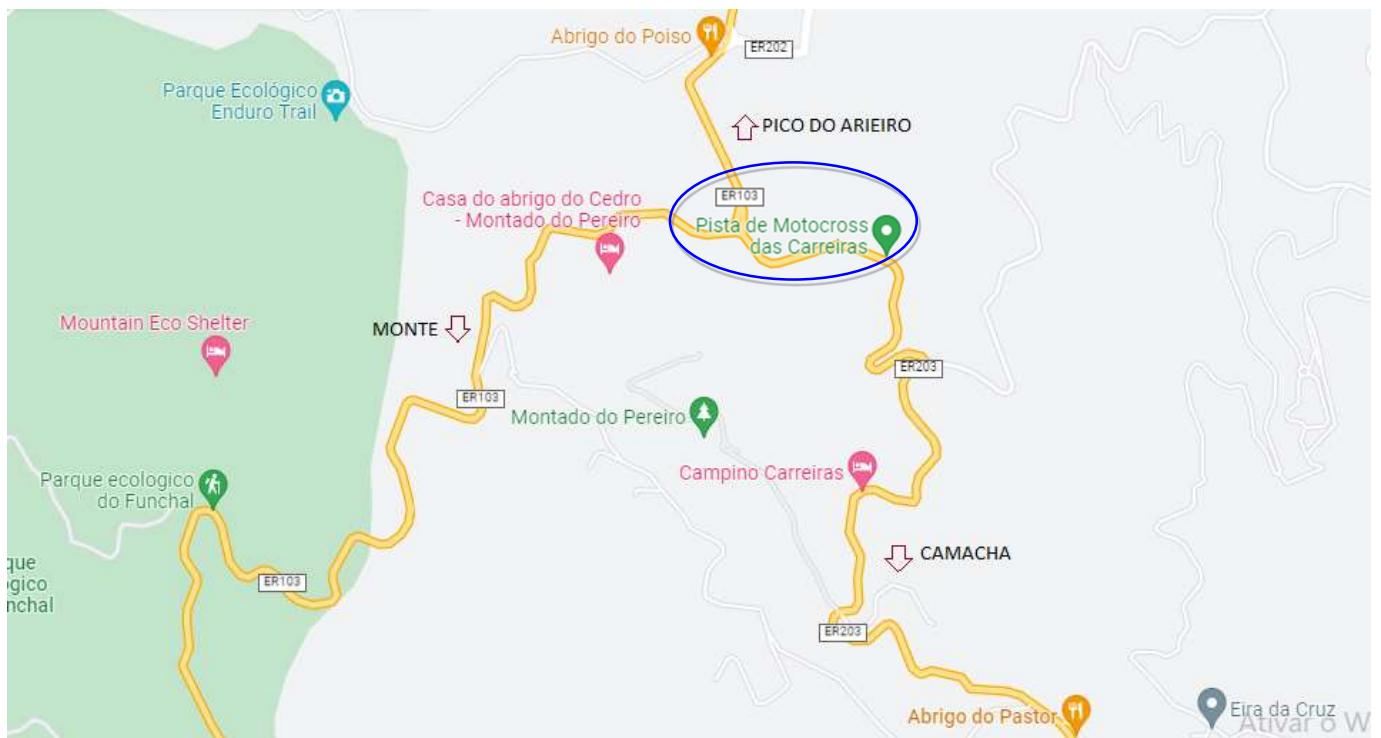 Abrigo do Poiso
ER202
Parque Ecológico
Enduro Trail
PICO DO ARIEIRO
Casa do abrigo do Cedro
- Montado do Pereiro
ER103
Pista de Motocross
das Carreiras
Mountain Eco Shelter
MONTE
ER203
ER103
Montado do Pereiro
Campino Carreiras
Parque ecologico
do Funchal
CAMACHA
que
ógico
nchal
ER103
ER203
Abrigo do Pastor
Eira da Cruz
Ativar o W